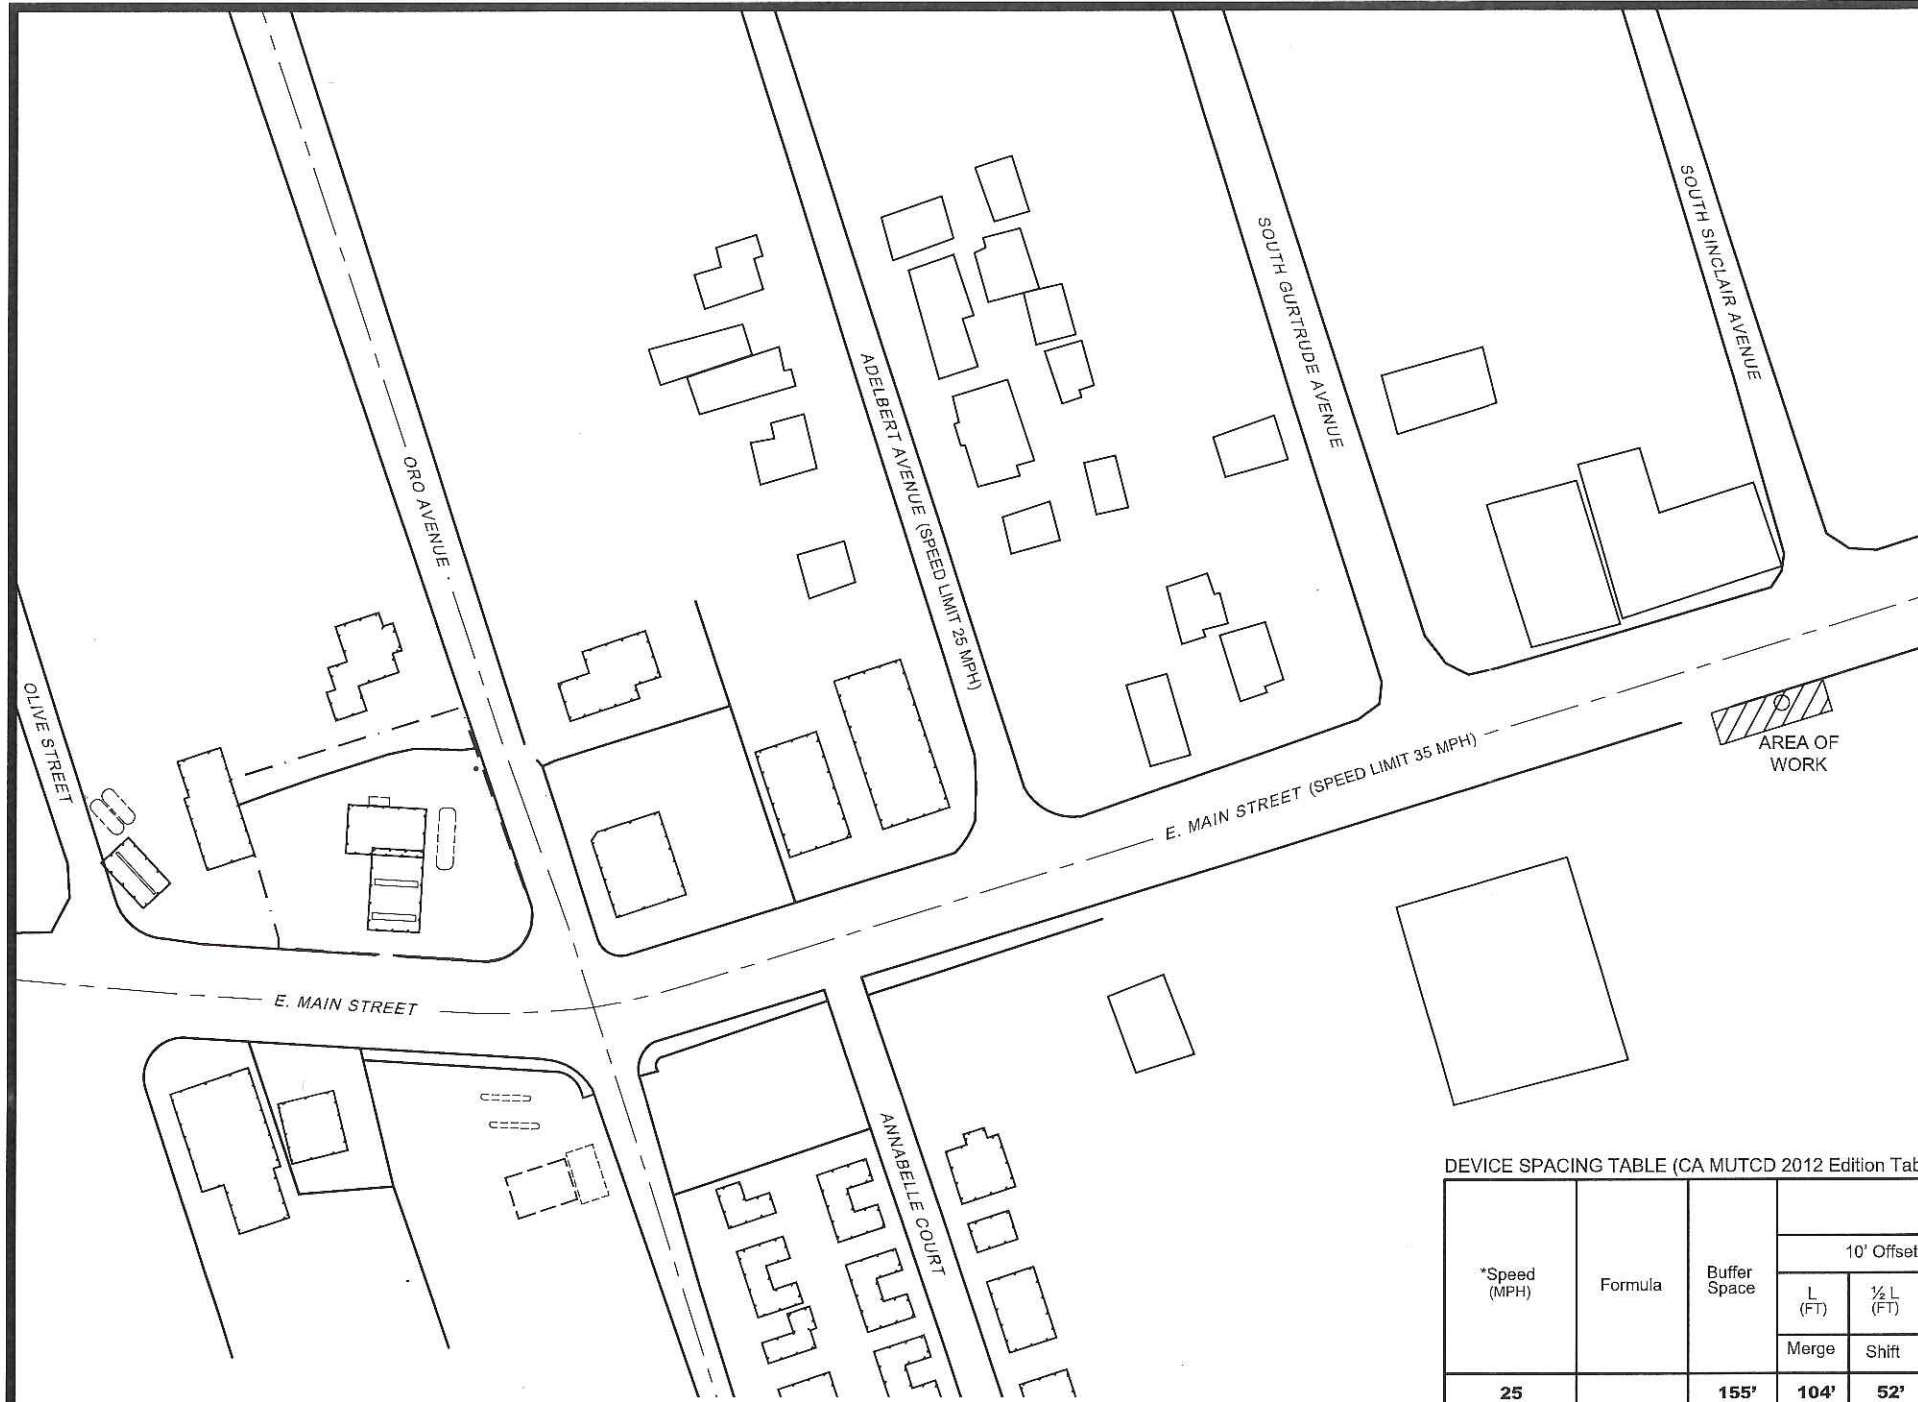 SOUTH SINCLAIR AVENUE
SOUTH GURTRUDE AVENUE
ADELBERT AVENUE (SPEED LIMIT 25 MPH)
ORO AVENUE
OLIVE STREET
E. MAIN STREET (SPEED LIMIT 35 MPH)
AREA OF
WORK
E. MAIN STREET
ANNABELLE COURT
DEVICE SPACING TABLE (CA MUTCD 2012 Edition Tab
*Speed
(MPH)
Formula
Buffer
Space
10' Offset
L
(FT)
½ L
(FT)
Merge
Shift
25
155'
104'
52'